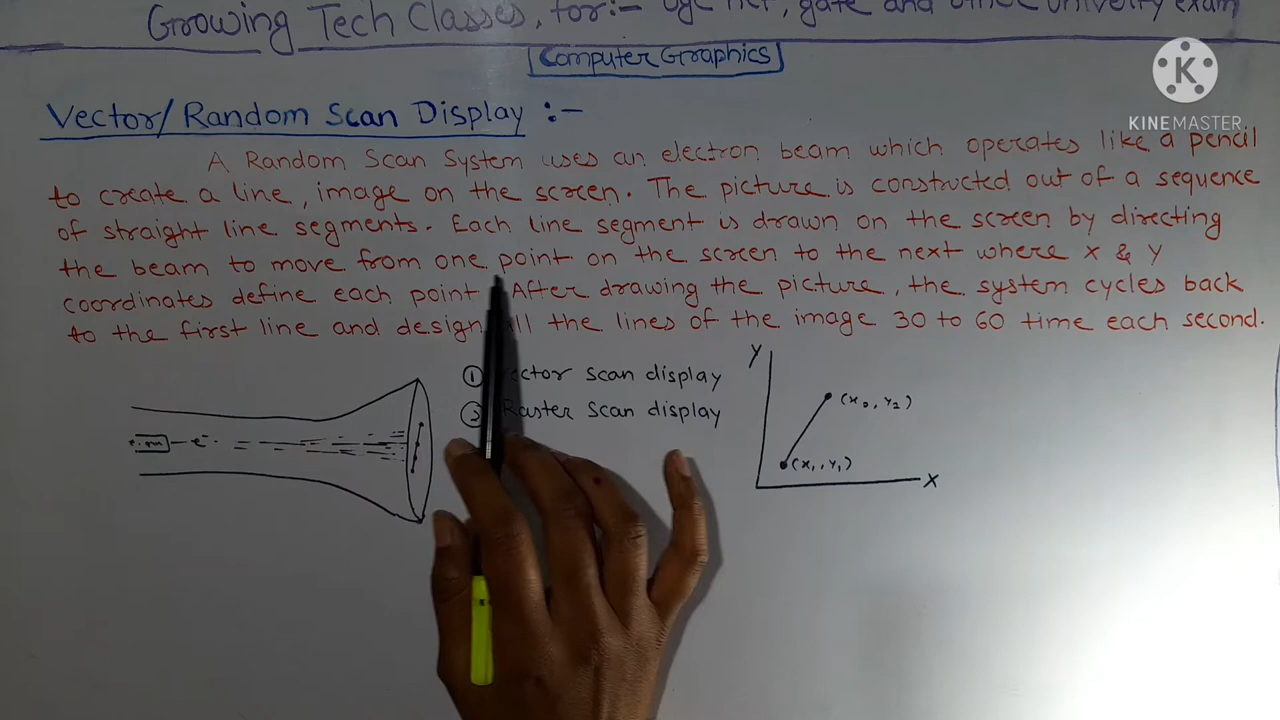 Growing Tech Classes, for:- ugc net, gate and other univerity exam
Computer Graphics
KINEMASTER
Vector/Random Scan Display :-
A Random Scan System uses an electron beam which operates like a pencil
to create a line, image on the screen. The picture is constructed out of a sequence
of straight line segments. Each line segment is drawn on the screen by directing
the beam to move from one point on the screen to the next where x & y
coordinates define each point. After drawing the picture, the system cycles back
to the first line and design all the lines of the image 30 to 60 time each second.
① Vector scan display
② Raster scan display
e⁻
Y
(x₂, y₂)
(x₁, y₁)
X